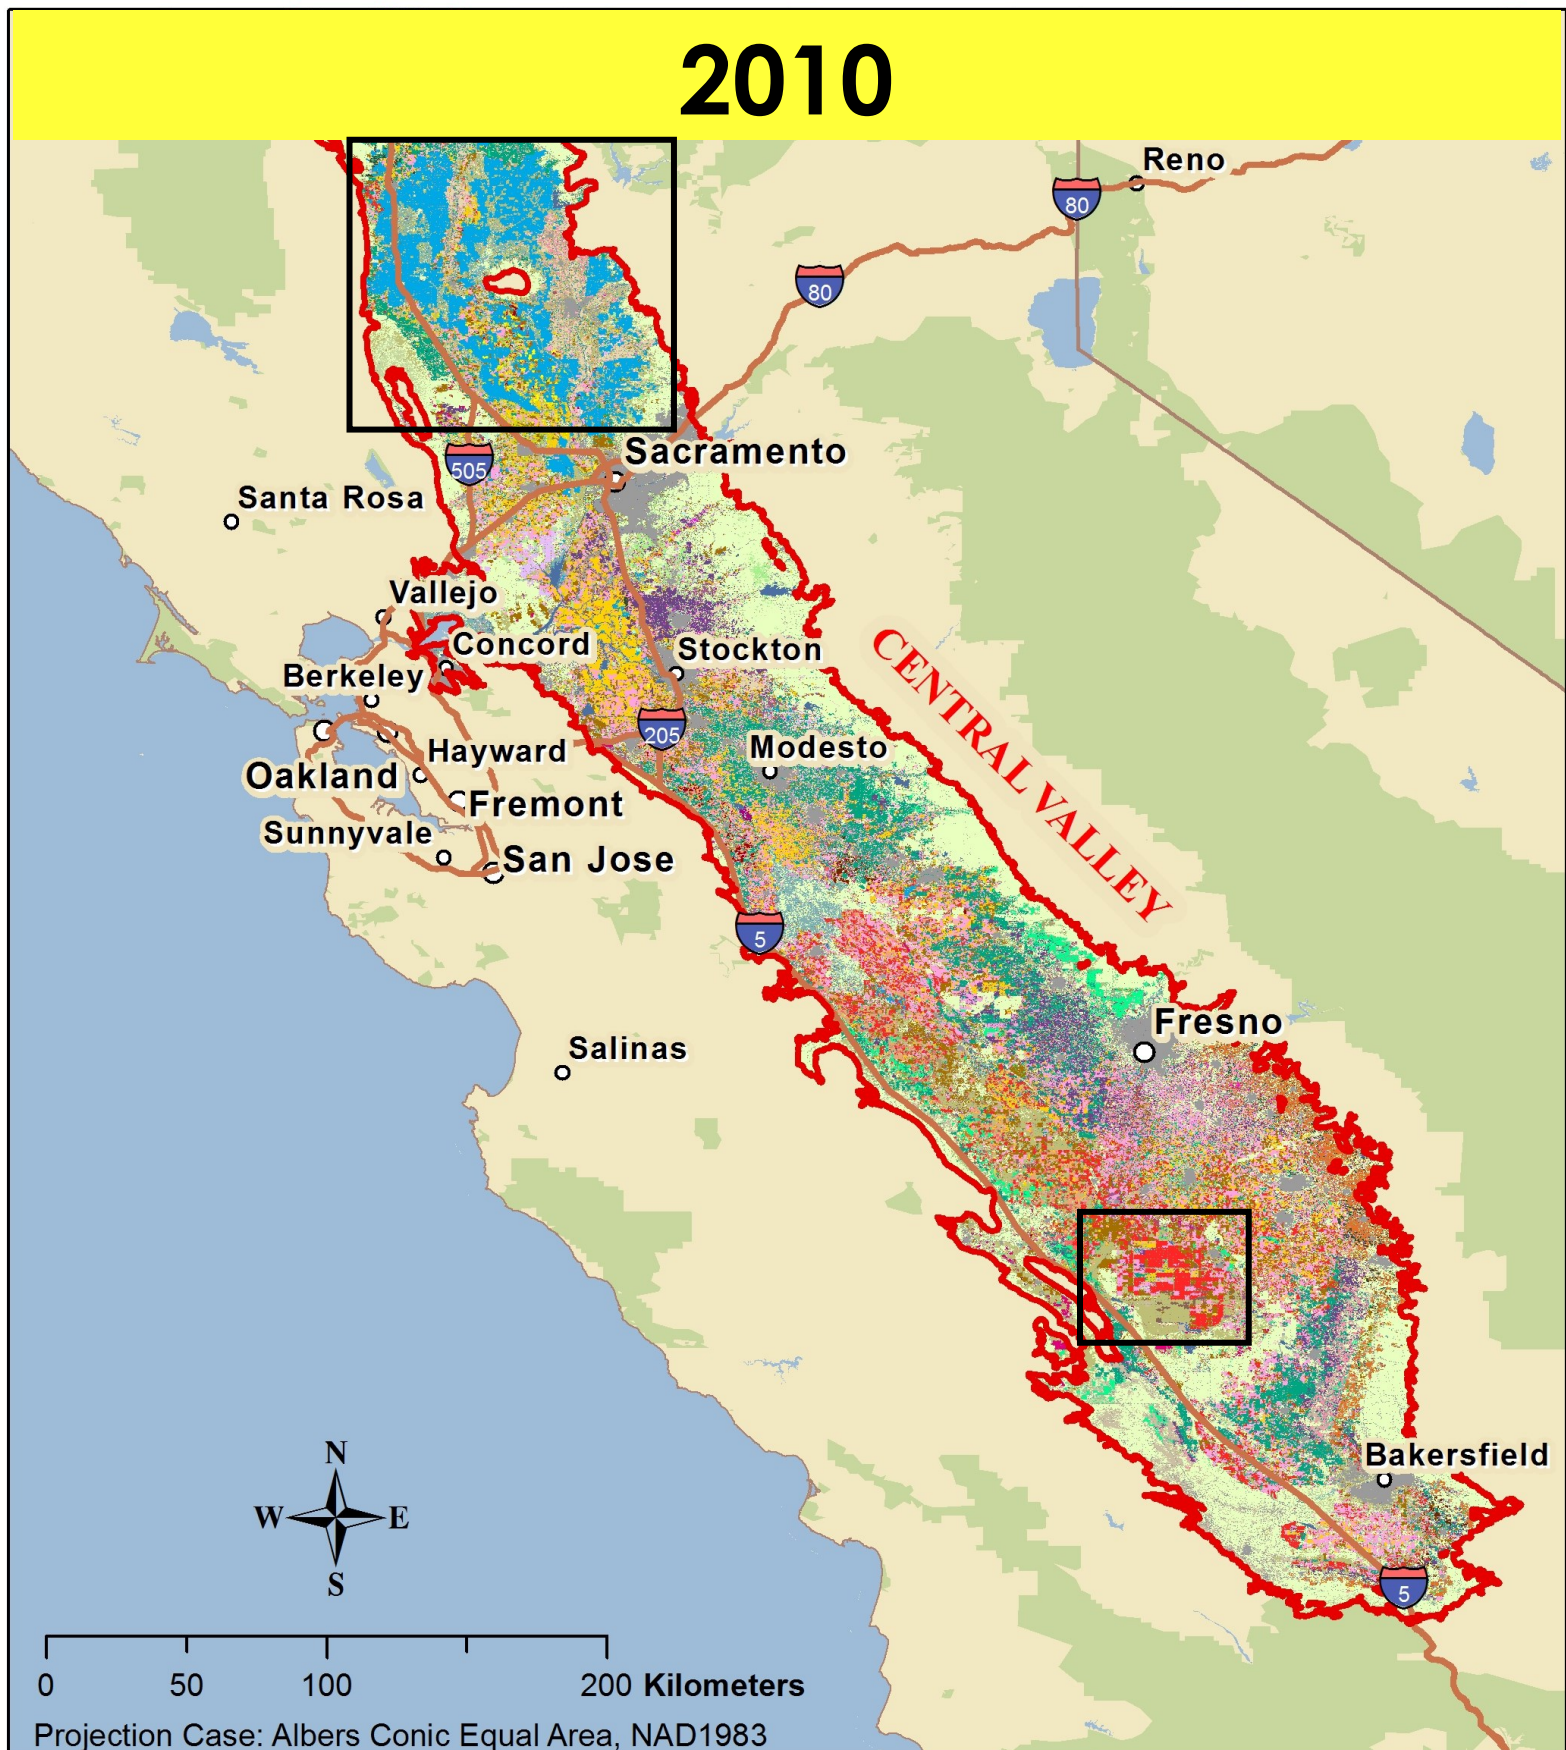 2010
Reno
80
80
Sacramento
505
Santa Rosa
Vallejo
Concord
Stockton
Berkeley
205
Modesto
Hayward
Oakland
Fremont
Sunnyvale
San Jose
CENTRAL VALLEY
5
Fresno
Salinas
Bakersfield
N
W E
S
5
0 50 100 200 Kilometers
Projection Case: Albers Conic Equal Area, NAD1983